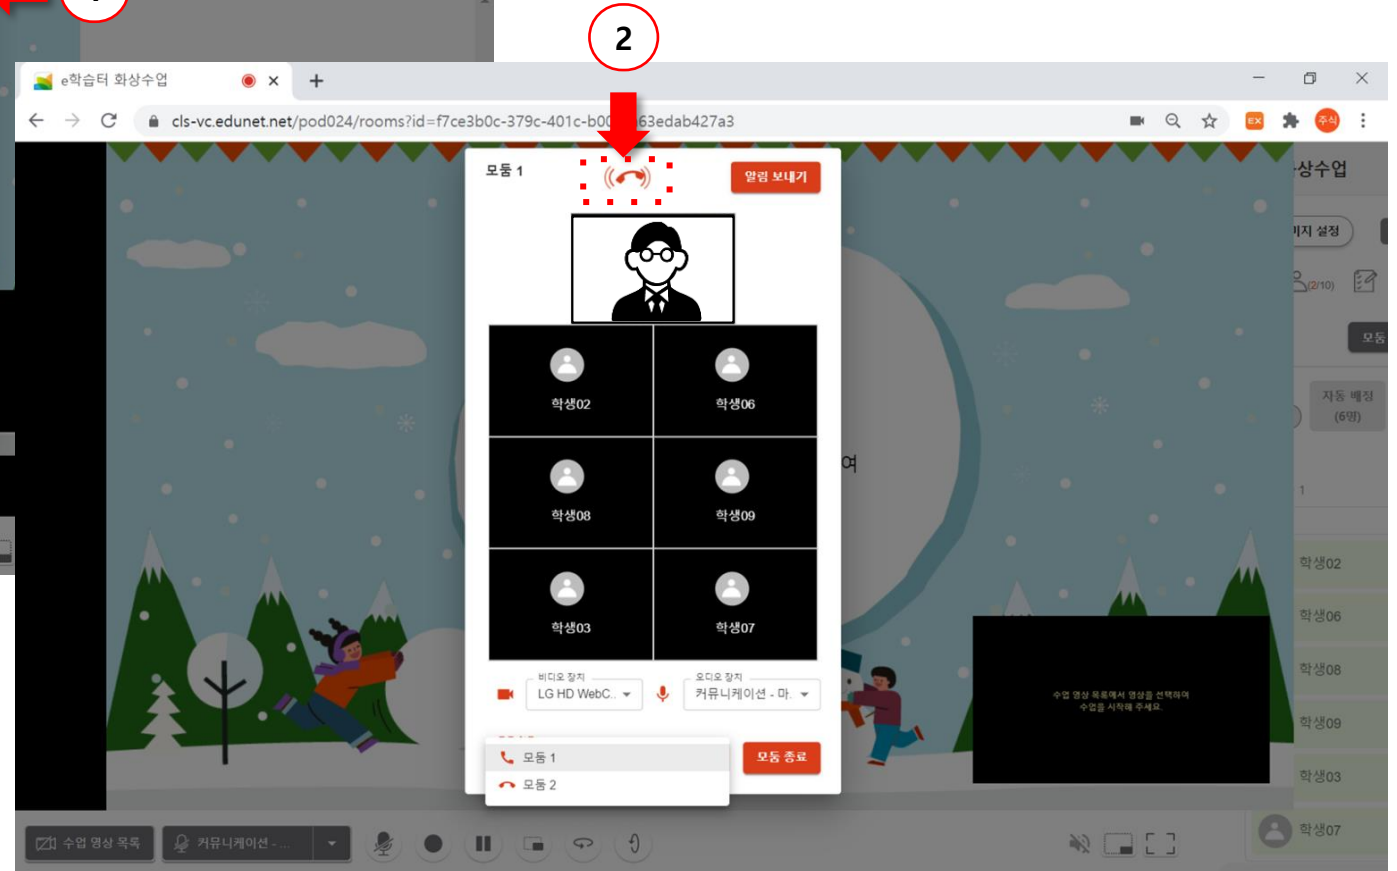 2
e학습터 화상수업
cls-vc.edunet.net/pod024/rooms?id=f7ce3b0c-379c-401c-b00 63edab427a3
EX
주식
모둠 1
알림 보내기
상수업
미지 설정
(2/10)
모둠
자동 배정
(6명)
여
1
학생02
학생06
학생08
학생09
학생03
학생07
비디오 장치
LG HD WebC..
오디오 장치
커뮤니케이션 - 마.
모둠 1
모둠 2
모둠 종료
수업 영상 목록에서 영상을 선택하여
수업을 시작해 주세요.
학생02
학생06
학생08
학생09
학생03
학생07
수업 영상 목록
커뮤니케이션 - ...